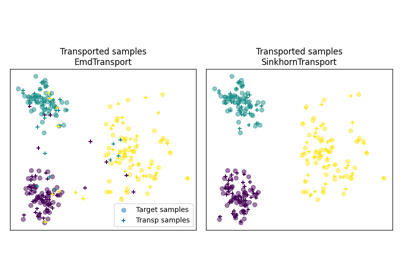 Transported samples
EmdTransport
Transported samples
SinkhornTransport
Target samples
Transp samples